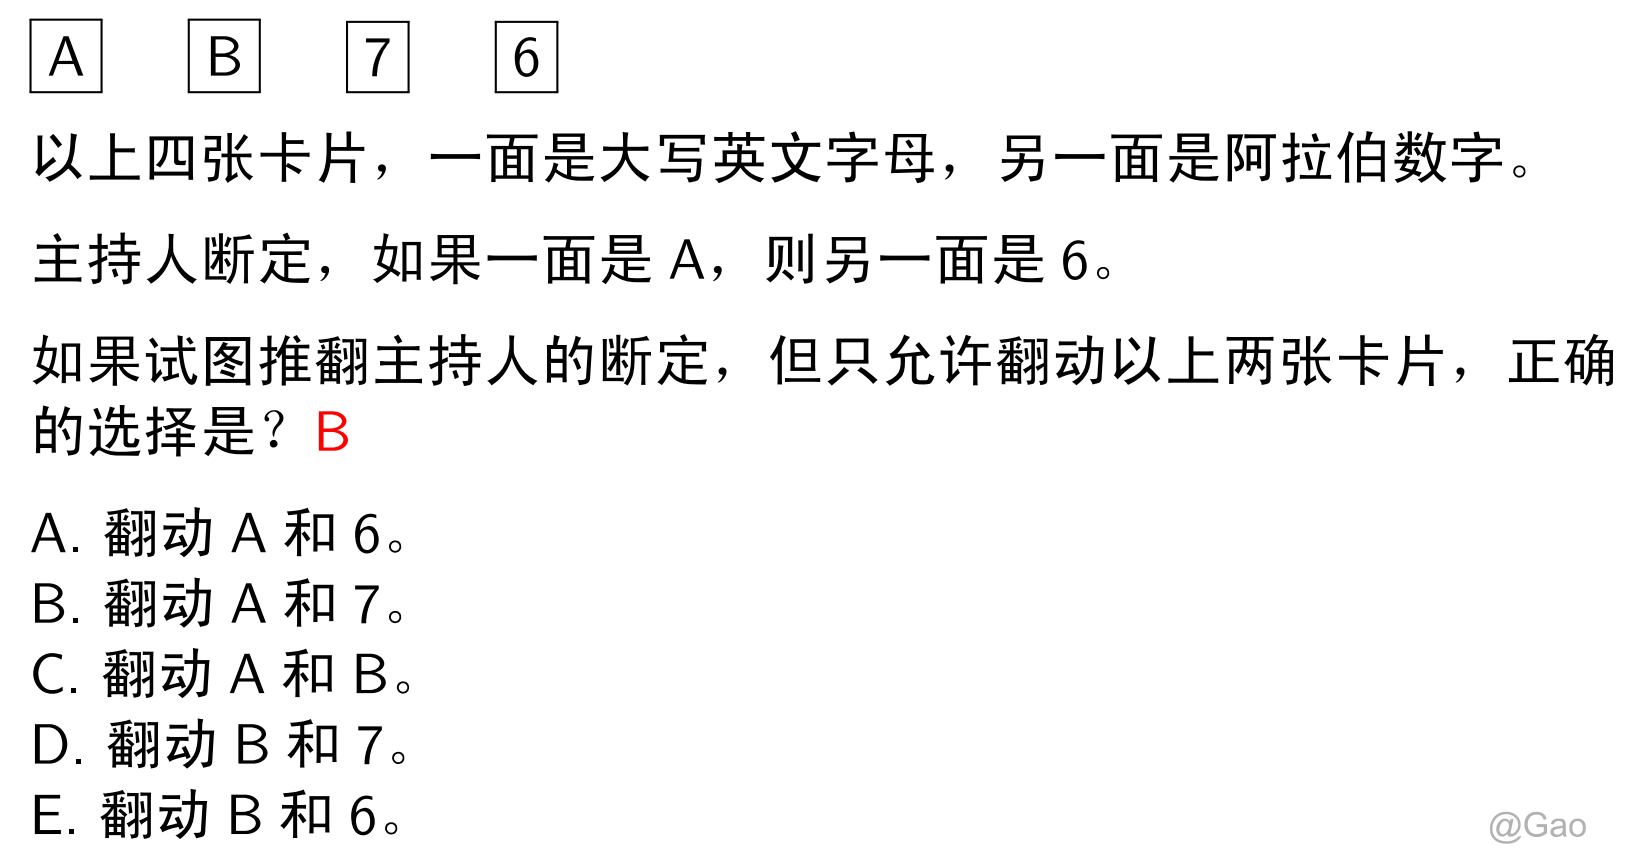 A B 7 6
以上四张卡片，一面是大写英文字母，另一面是阿拉伯数字。
主持人断定，如果一面是 A，则另一面是 6。
如果试图推翻主持人的断定，但只允许翻动以上两张卡片，正确
的选择是？B
A. 翻动 A 和 6。
B. 翻动 A 和 7。
C. 翻动 A 和 B。
D. 翻动 B 和 7。
E. 翻动 B 和 6。
@Gao